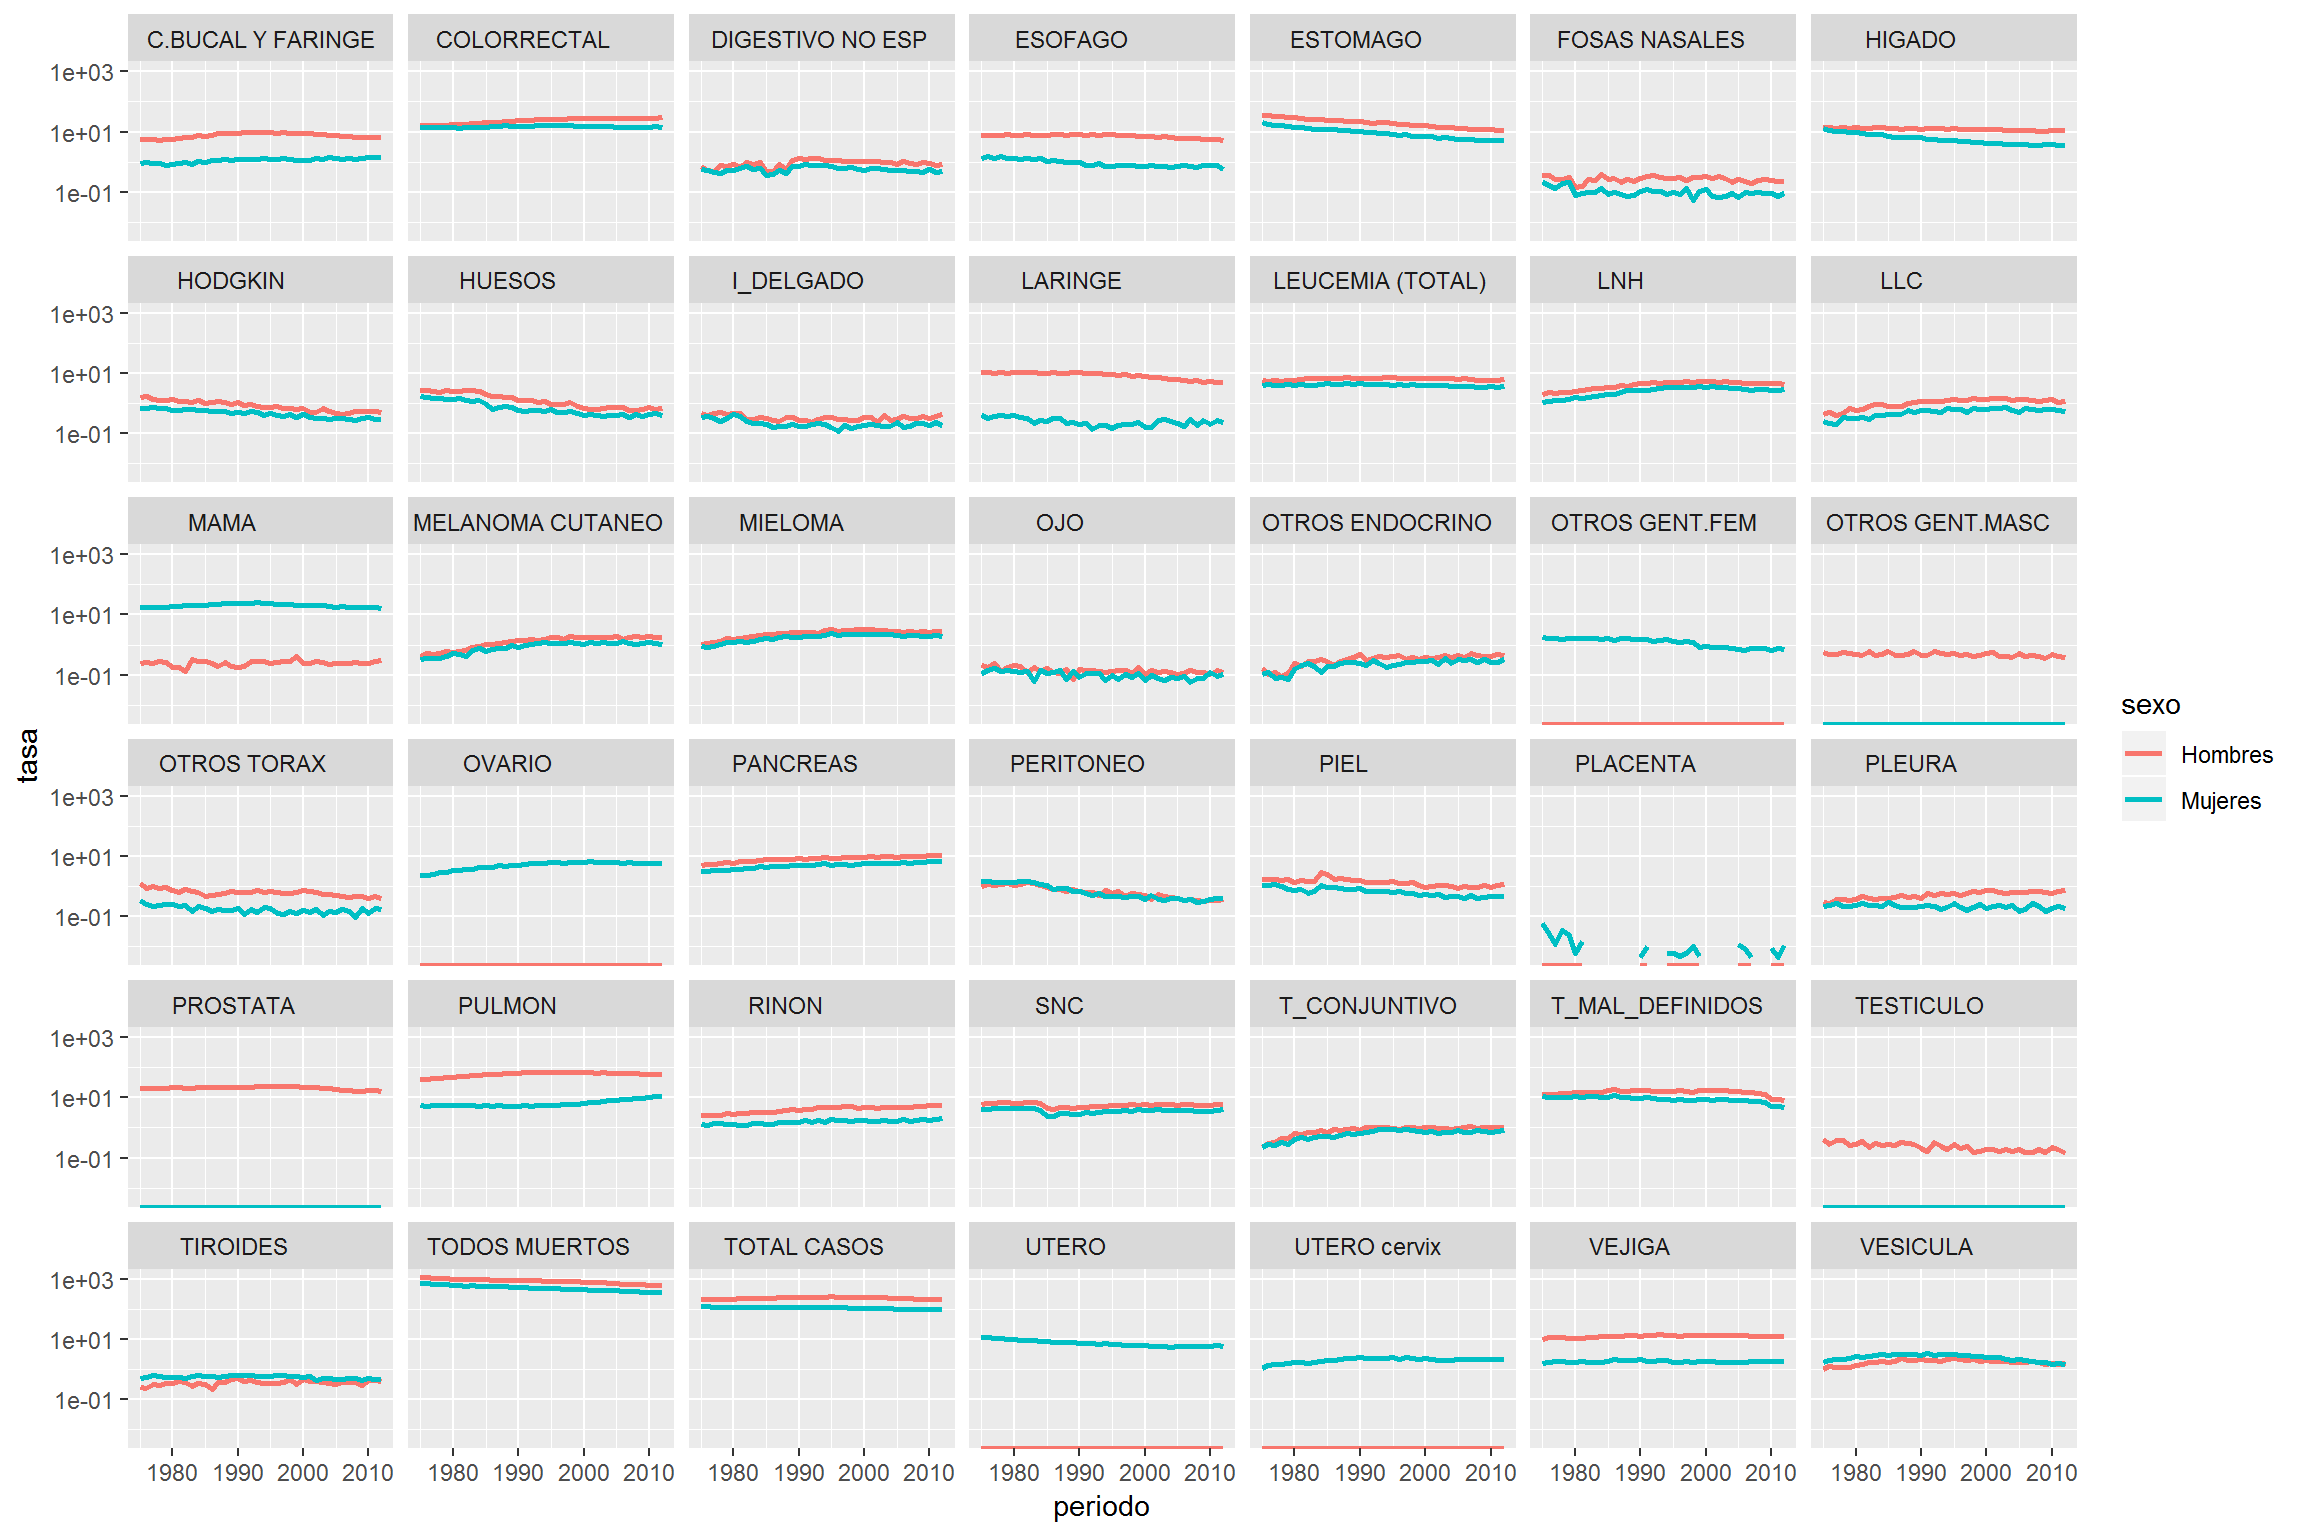 C.BUCAL Y FARINGE COLORRECTAL DIGESTIVO NO ESP ESOFAGO ESTOMAGO FOSAS NASALES HIGADO
1e+03
1e+01
1e-01
HODGKIN HUESOS I_DELGADO LARINGE LEUCEMIA (TOTAL) LNH LLC
1e+03
1e+01
1e-01
MAMA MELANOMA CUTANEO MIELOMA OJO OTROS ENDOCRINO OTROS GENT.FEM OTROS GENT.MASC
1e+03
1e+01
1e-01
OTROS TORAX OVARIO PANCREAS PERITONEO PIEL PLACENTA PLEURA
1e+03
1e+01
1e-01
PROSTATA PULMON RINON SNC T_CONJUNTIVO T_MAL_DEFINIDOS TESTICULO
1e+03
1e+01
1e-01
TIROIDES TODOS MUERTOS TOTAL CASOS UTERO UTERO cervix VEJIGA VESICULA
1e+03
1e+01
1e-01
1980 1990 2000 2010 1980 1990 2000 2010 1980 1990 2000 2010 1980 1990 2000 2010 1980 1990 2000 2010 1980 1990 2000 2010 1980 1990 2000 2010
periodo
tasa
sexo
Hombres
Mujeres